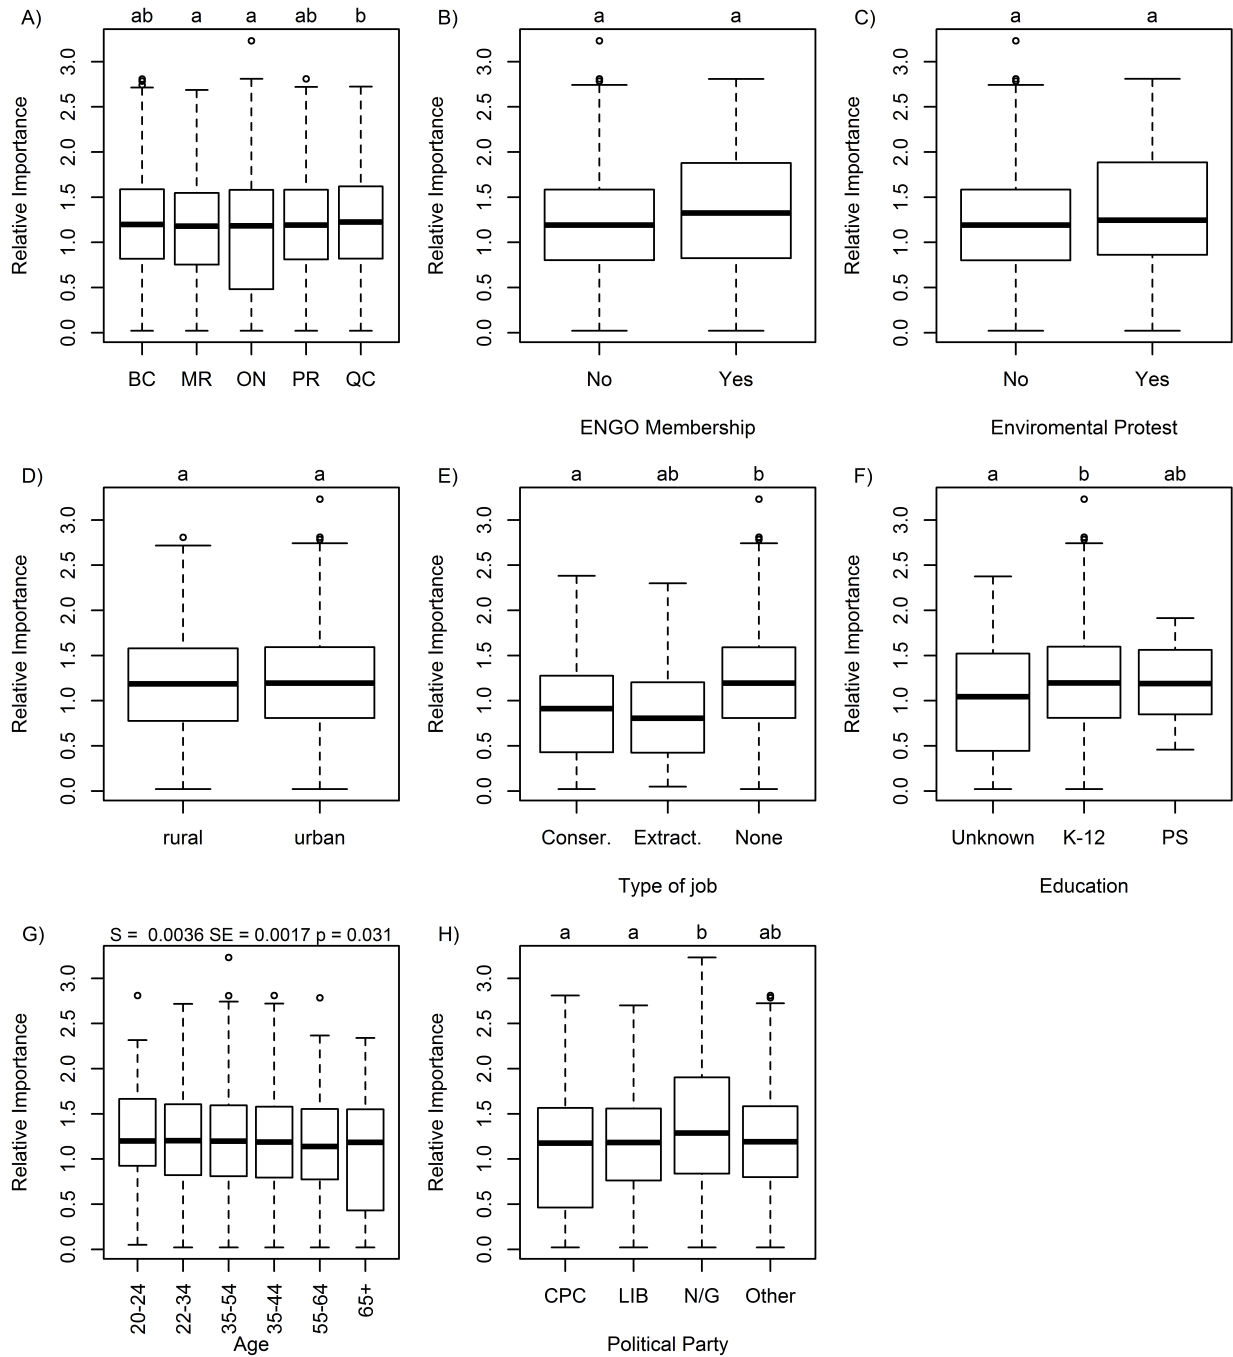 A) ab a a a b
Relative Importance
0.0 0.5 1.0 1.5 2.0 2.5 3.0
BC MR ON PR QC
B) a a
Relative Importance
0.0 0.5 1.0 1.5 2.0 2.5 3.0
No Yes
ENGO Membership
C) a a
Relative Importance
0.0 0.5 1.0 1.5 2.0 2.5 3.0
No Yes
Enviromental Protest
D) a a
Relative Importance
0.0 0.5 1.0 1.5 2.0 2.5 3.0
rural urban
E) a ab b
Relative Importance
0.0 0.5 1.0 1.5 2.0 2.5 3.0
Conser. Extract. None
Type of job
F) a b ab
Relative Importance
0.0 0.5 1.0 1.5 2.0 2.5 3.0
Unknown K-12 PS
Education
G) S = 0.0036 SE = 0.0017 p = 0.031
Relative Importance
0.0 0.5 1.0 1.5 2.0 2.5 3.0
20-24 22-34 35-54 35-44 55-64 65+
Age
H) a a b ab
Relative Importance
0.0 0.5 1.0 1.5 2.0 2.5 3.0
CPC LIB N/G Other
Political Party